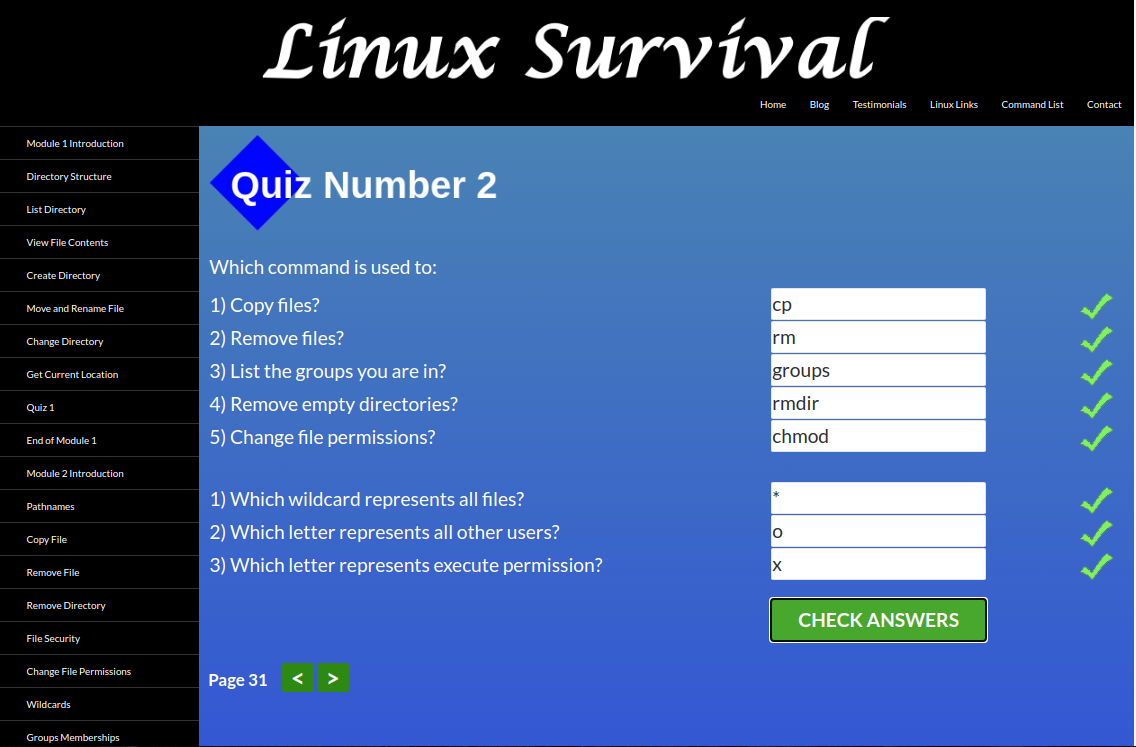 Linux Survival
Home Blog Testimonials Linux Links Command List Contact
Module 1 Introduction
Directory Structure
List Directory
View File Contents
Create Directory
Move and Rename File
Change Directory
Get Current Location
Quiz 1
End of Module 1
Module 2 Introduction
Pathnames
Copy File
Remove File
Remove Directory
File Security
Change File Permissions
Wildcards
Groups Memberships
Quiz Number 2
Which command is used to:
1) Copy files? cp
2) Remove files? rm
3) List the groups you are in? groups
4) Remove empty directories? rmdir
5) Change file permissions? chmod
1) Which wildcard represents all files? *
2) Which letter represents all other users? o
3) Which letter represents execute permission? x
CHECK ANSWERS
Page 31 < >